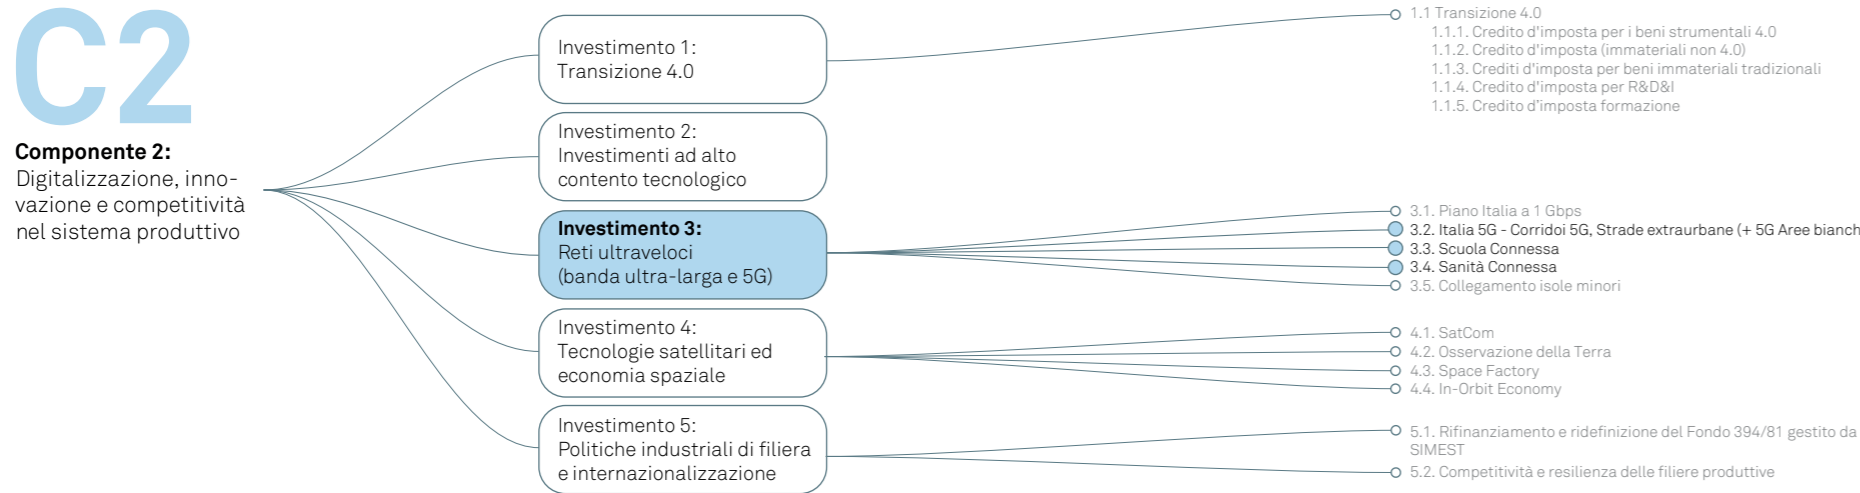 C2
Componente 2:
Digitalizzazione, inno-
vazione e competitività
nel sistema produttivo
Investimento 1:
Transizione 4.0
1.1 Transizione 4.0
1.1.1. Credito d'imposta per i beni strumentali 4.0
1.1.2. Credito d'imposta (immateriali non 4.0)
1.1.3. Crediti d'imposta per beni immateriali tradizionali
1.1.4. Credito d'imposta per R&D&I
1.1.5. Credito d'imposta formazione
Investimento 2:
Investimenti ad alto
contento tecnologico
Investimento 3:
Reti ultraveloci
(banda ultra-larga e 5G)
3.1. Piano Italia a 1 Gbps
3.2. Italia 5G - Corridoi 5G, Strade extraurbane (+ 5G Aree bianch
3.3. Scuola Connessa
3.4. Sanità Connessa
3.5. Collegamento isole minori
Investimento 4:
Tecnologie satellitari ed
economia spaziale
4.1. SatCom
4.2. Osservazione della Terra
4.3. Space Factory
4.4. In-Orbit Economy
Investimento 5:
Politiche industriali di filiera
e internazionalizzazione
5.1. Rifinanziamento e ridefinizione del Fondo 394/81 gestito da
SIMEST
5.2. Competitività e resilienza delle filiere produttive